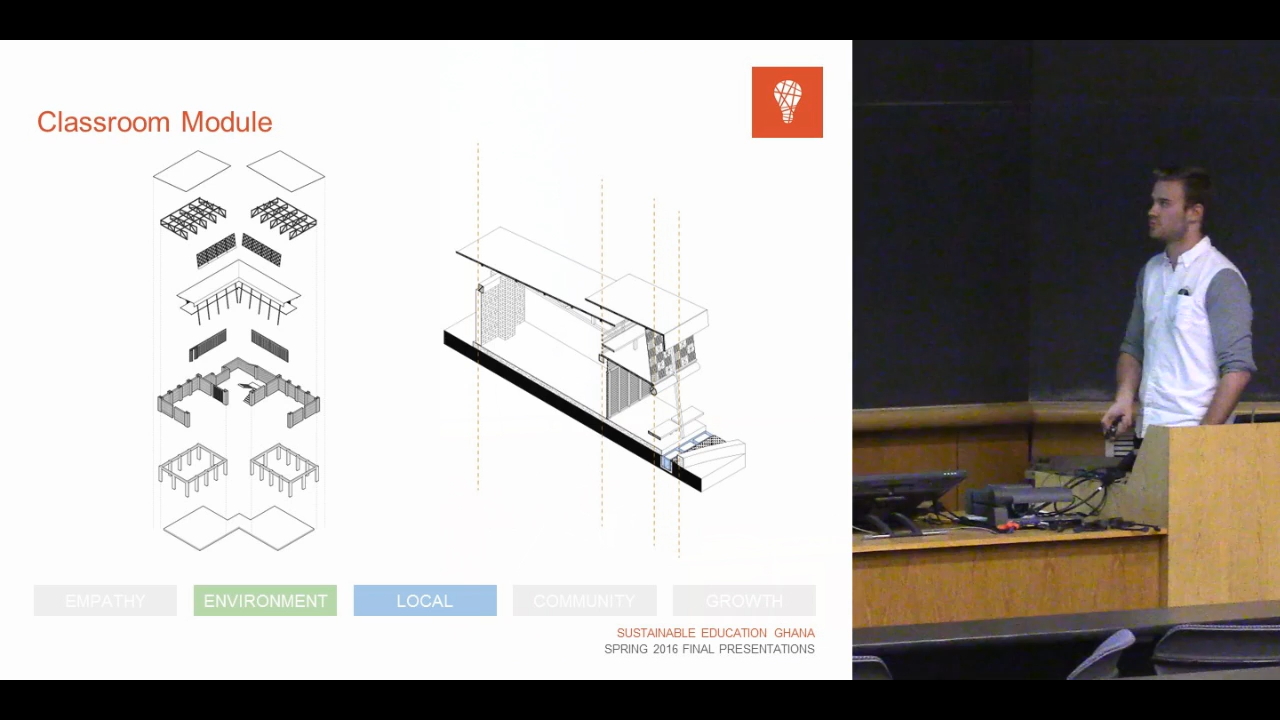 Classroom Module
EMPATHY
ENVIRONMENT
LOCAL
COMMUNITY
GROWTH
SUSTAINABLE EDUCATION GHANA
SPRING 2016 FINAL PRESENTATIONS